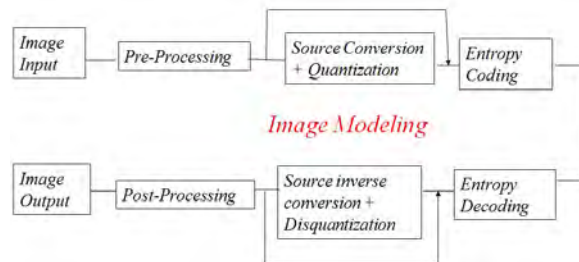 Image
Input
Pre-Processing
Source Conversion
+ Quantization
Entropy
Coding
Image Modeling
Image
Output
Post-Processing
Source inverse
conversion +
Disquantization
Entropy
Decoding